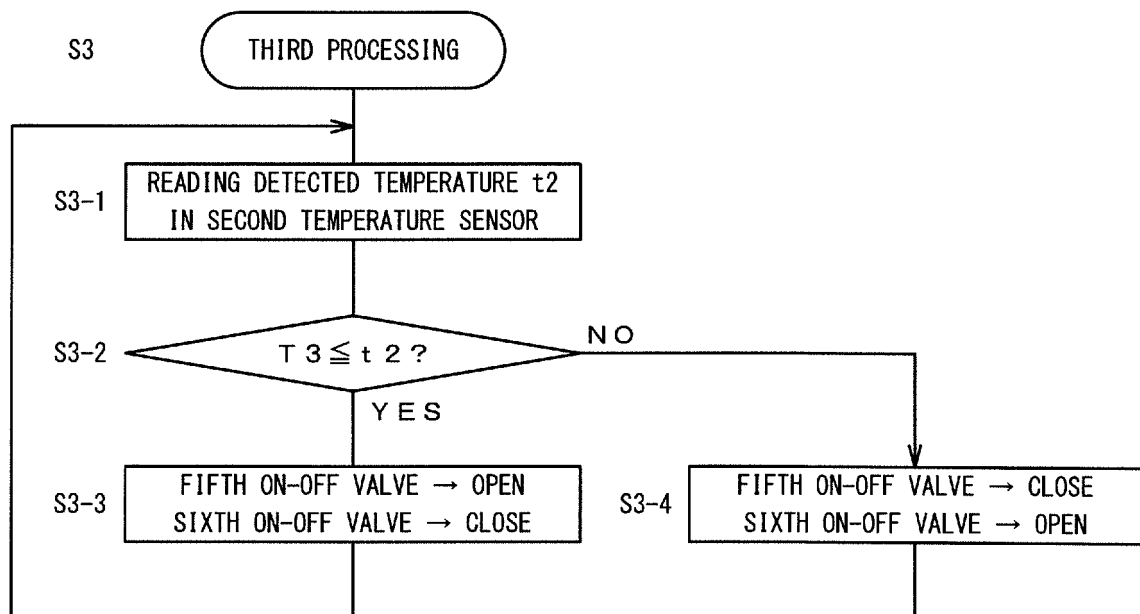 S3
THIRD PROCESSING
S3-1
READING DETECTED TEMPERATURE t2
IN SECOND TEMPERATURE SENSOR
S3-2
T3≦t2?
NO
YES
S3-3
FIFTH ON-OFF VALVE → OPEN
SIXTH ON-OFF VALVE → CLOSE
S3-4
FIFTH ON-OFF VALVE → CLOSE
SIXTH ON-OFF VALVE → OPEN